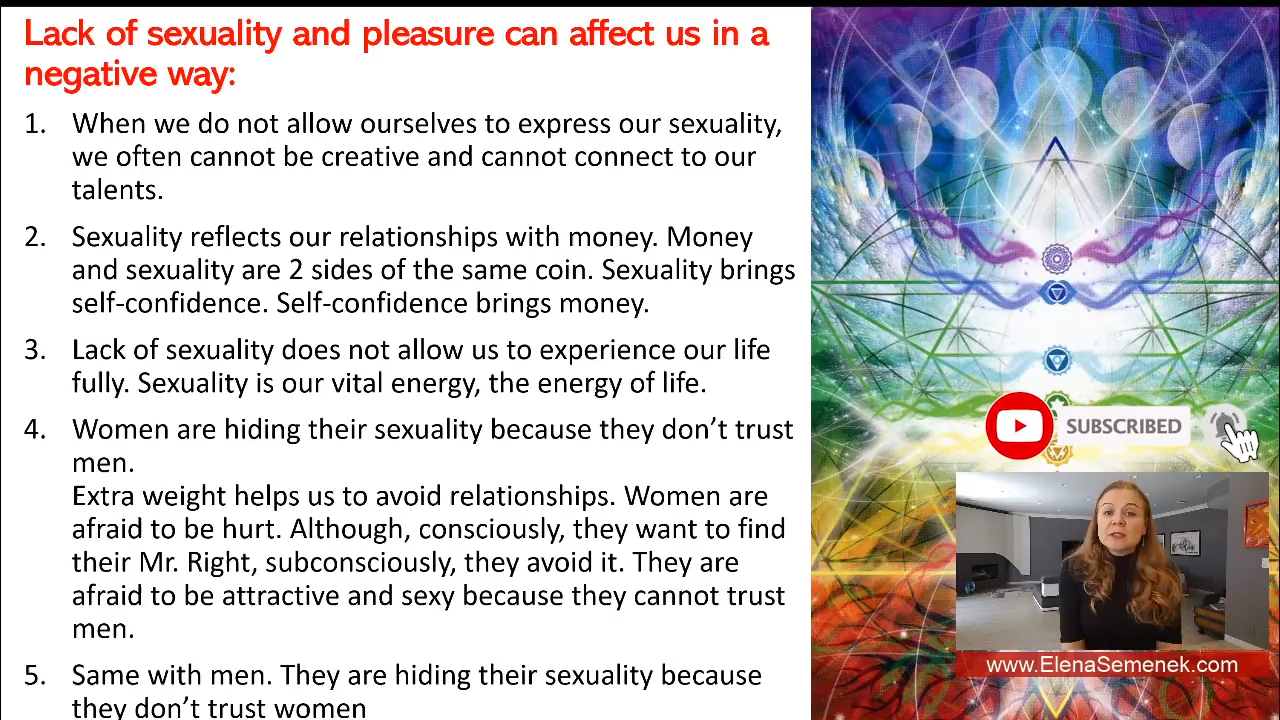 Lack of sexuality and pleasure can affect us in a
negative way:
1. When we do not allow ourselves to express our sexuality,
we often cannot be creative and cannot connect to our
talents.
2. Sexuality reflects our relationships with money. Money
and sexuality are 2 sides of the same coin. Sexuality brings
self-confidence. Self-confidence brings money.
3. Lack of sexuality does not allow us to experience our life
fully. Sexuality is our vital energy, the energy of life.
4. Women are hiding their sexuality because they don’t trust
men.
Extra weight helps us to avoid relationships. Women are
afraid to be hurt. Although, consciously, they want to find
their Mr. Right, subconsciously, they avoid it. They are
afraid to be attractive and sexy because they cannot trust
men.
5. Same with men. They are hiding their sexuality because
they don’t trust women
SUBSCRIBED
www.ElenaSemenek.com